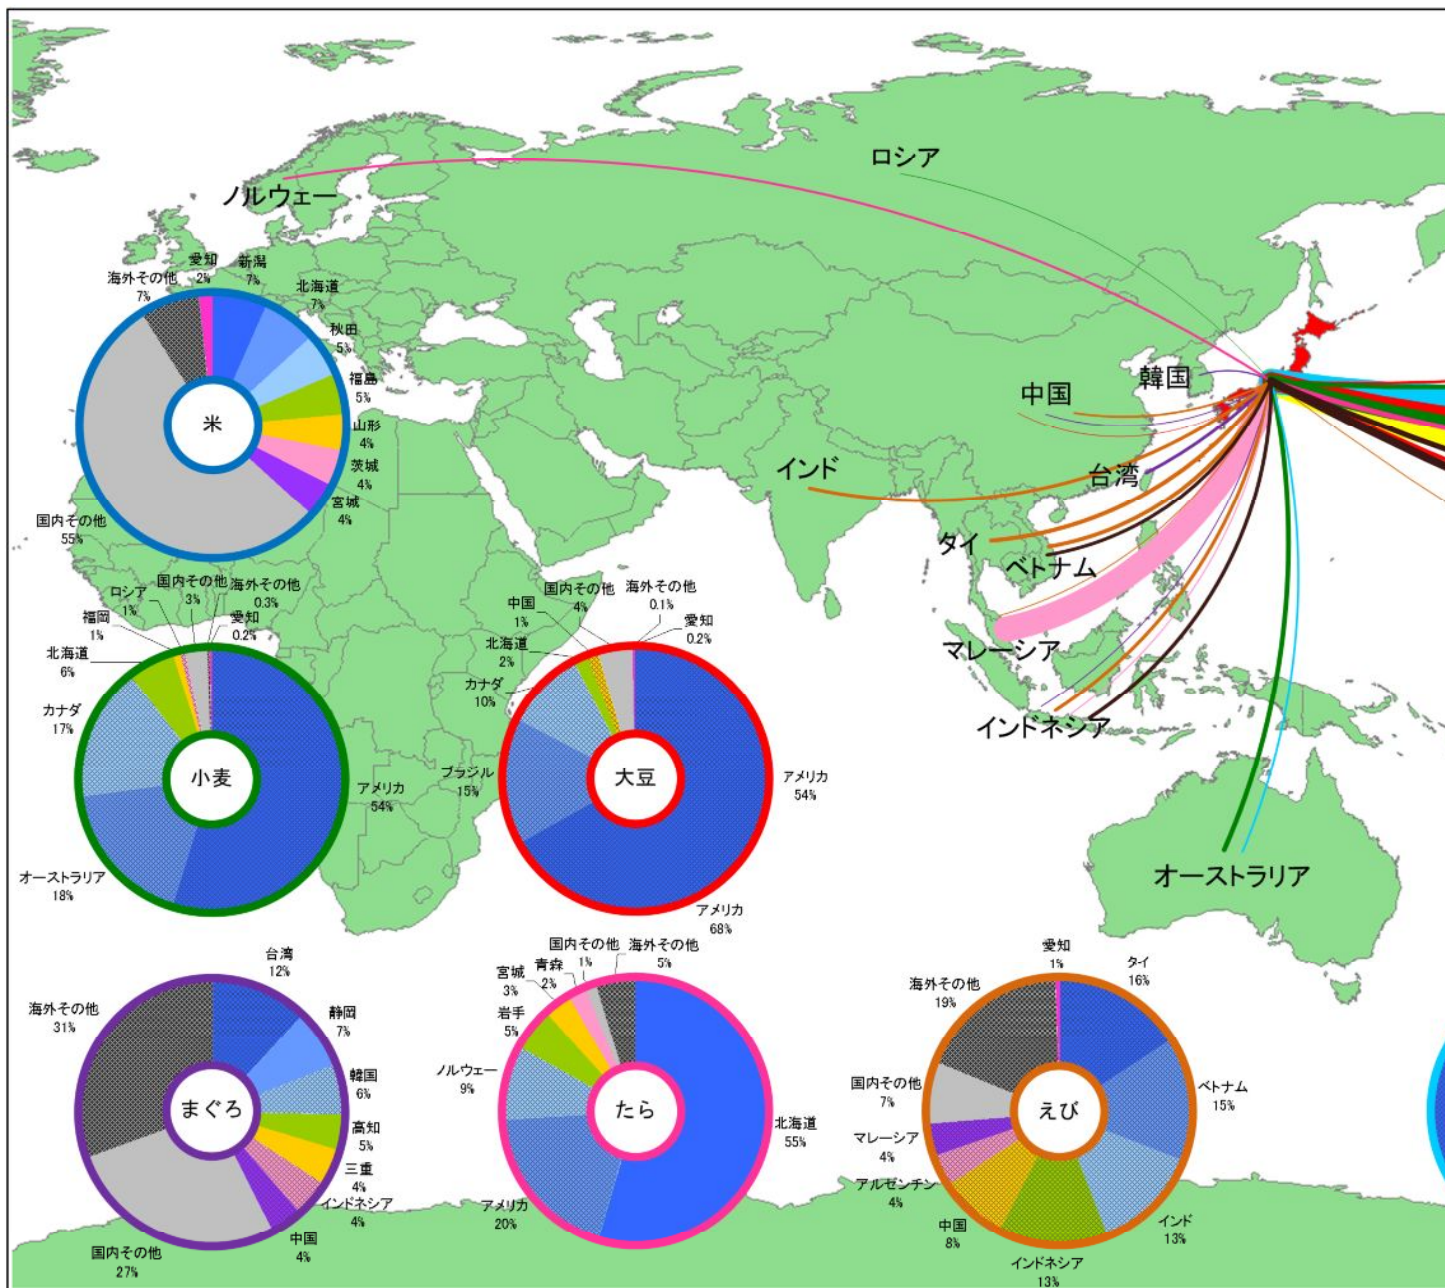 ロシア
ノルウェー
韓国
中国
インド
台湾
タイ
ベトナム
マレーシア
インドネシア
オーストラリア
米
新潟
7%
北海道
7%
秋田
5%
福島
5%
山形
4%
茨城
4%
宮城
4%
国内その他
55%
海外その他
7%
愛知
2%
小麦
アメリカ
54%
オーストラリア
18%
カナダ
17%
北海道
6%
福岡
1%
ロシア
1%
国内その他
3%
海外その他
0.3%
愛知
0.2%
大豆
アメリカ
54%
アメリカ
68%
ブラジル
15%
カナダ
10%
北海道
2%
中国
1%
国内その他
4%
海外その他
0.1%
愛知
0.2%
まぐろ
台湾
12%
静岡
7%
韓国
6%
高知
5%
三重
4%
インドネシア
4%
中国
4%
国内その他
27%
海外その他
31%
たら
北海道
55%
アメリカ
20%
ノルウェー
9%
岩手
5%
宮城
3%
青森
2%
国内その他
1%
海外その他
5%
えび
タイ
16%
ベトナム
15%
インド
13%
インドネシア
13%
中国
8%
アルゼンチン
4%
マレーシア
4%
国内その他
7%
海外その他
19%
愛知
1%